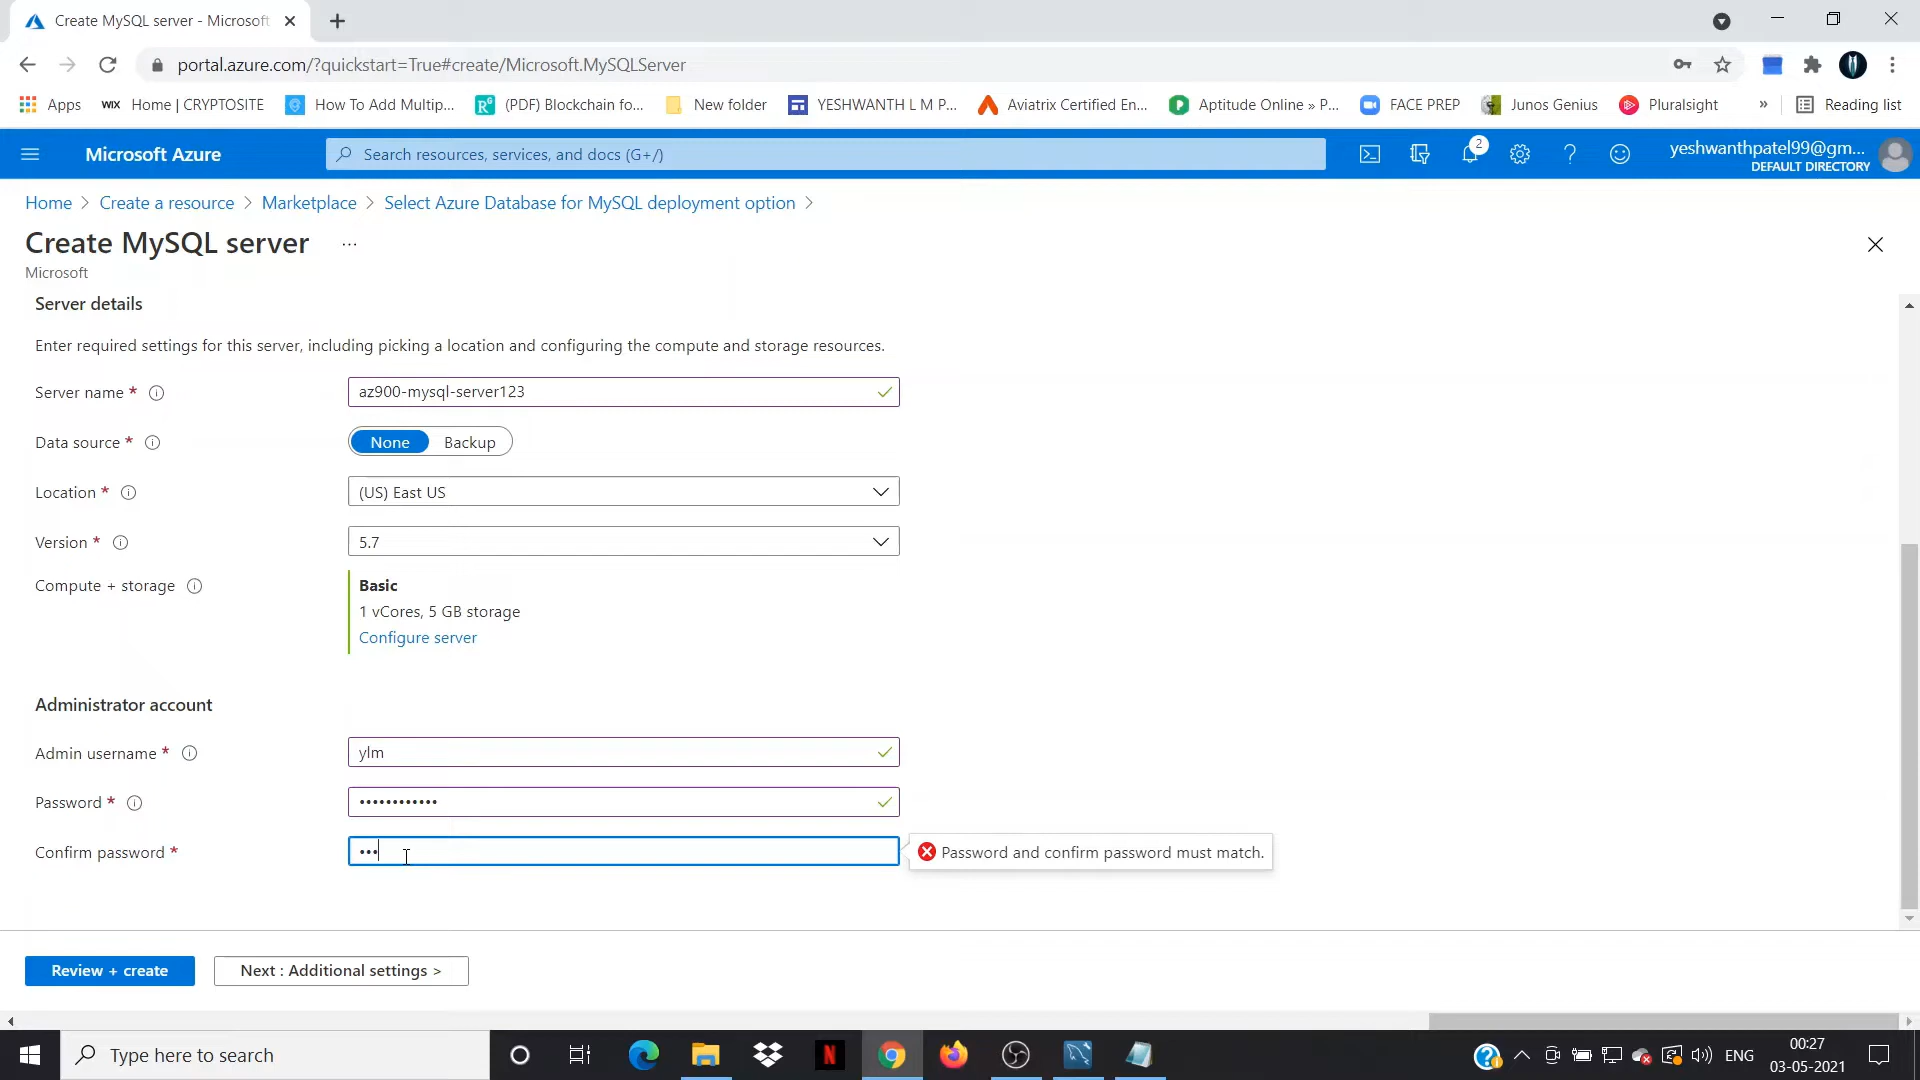 Create MySQL server - Microsoft
portal.azure.com/?quickstart=True#create/Microsoft.MySQLServer
Apps
WIX Home | CRYPTOSITE
How To Add Multip...
(PDF) Blockchain fo...
New folder
YESHWANTH L M P...
Aviatrix Certified En...
Aptitude Online » P...
FACE PREP
Junos Genius
Pluralsight
»
Reading list
Microsoft Azure
Search resources, services, and docs (G+/)
2
yeshwanthpatel99@gm...
DEFAULT DIRECTORY
Home > Create a resource > Marketplace > Select Azure Database for MySQL deployment option >
Create MySQL server ...
Microsoft
Server details
Enter required settings for this server, including picking a location and configuring the compute and storage resources.
Server name *
az900-mysql-server123
Data source *
None Backup
Location *
(US) East US
Version *
5.7
Compute + storage
Basic
1 vCores, 5 GB storage
Configure server
Administrator account
Admin username *
ylm
Password *
••••••••••••
Confirm password *
•••
Password and confirm password must match.
Review + create
Next : Additional settings >
Type here to search
N
ENG
00:27
03-05-2021